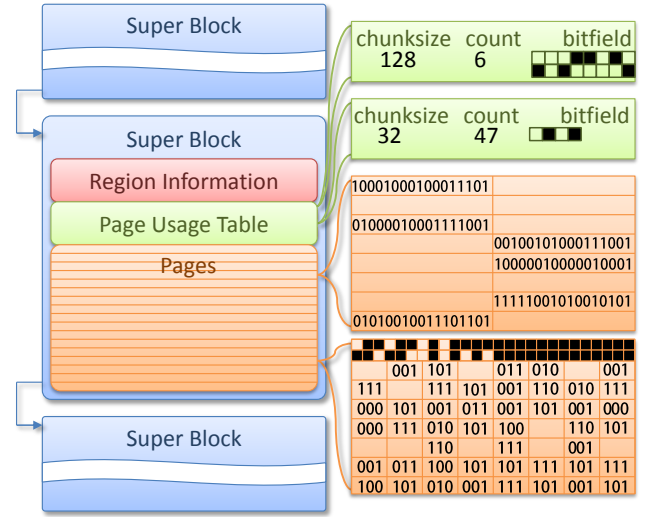 Super Block
Super Block
Region Information
Page Usage Table
Pages
Super Block
chunksize count bitfield
128 6
chunksize count bitfield
32 47
10001000100011101
01000010001111001
00100101000111001
10000010000010001
11111001010010101
01010010011101101
001 101 011 010 001
111 111 101 001 110 010 111
000 101 001 011 001 101 001 000
000 111 010 101 100 110 101
110 111 001
001 011 100 101 101 111 101 111
100 101 010 001 111 101 001 101